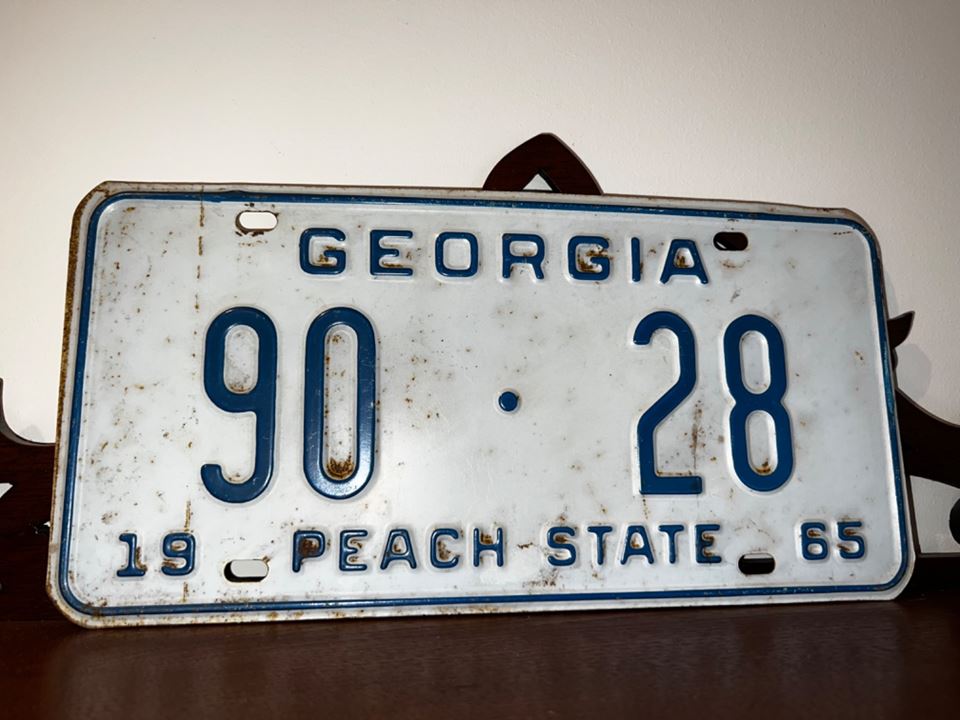 GEORGIA
90 · 28
19 PEACH STATE 65